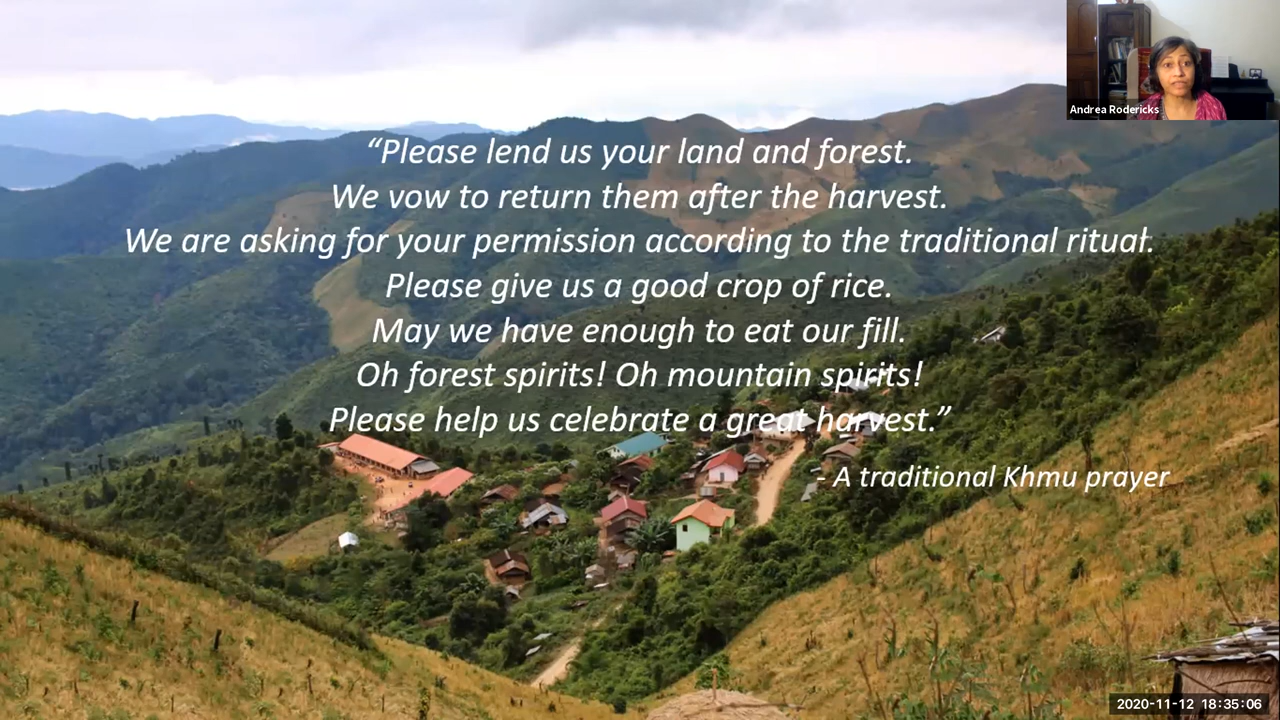 Andrea Rodericks
“Please lend us your land and forest.
We vow to return them after the harvest.
We are asking for your permission according to the traditional ritual.
Please give us a good crop of rice.
May we have enough to eat our fill.
Oh forest spirits! Oh mountain spirits!
Please help us celebrate a great harvest.”
- A traditional Khmu prayer
2020-11-12 18:35:06